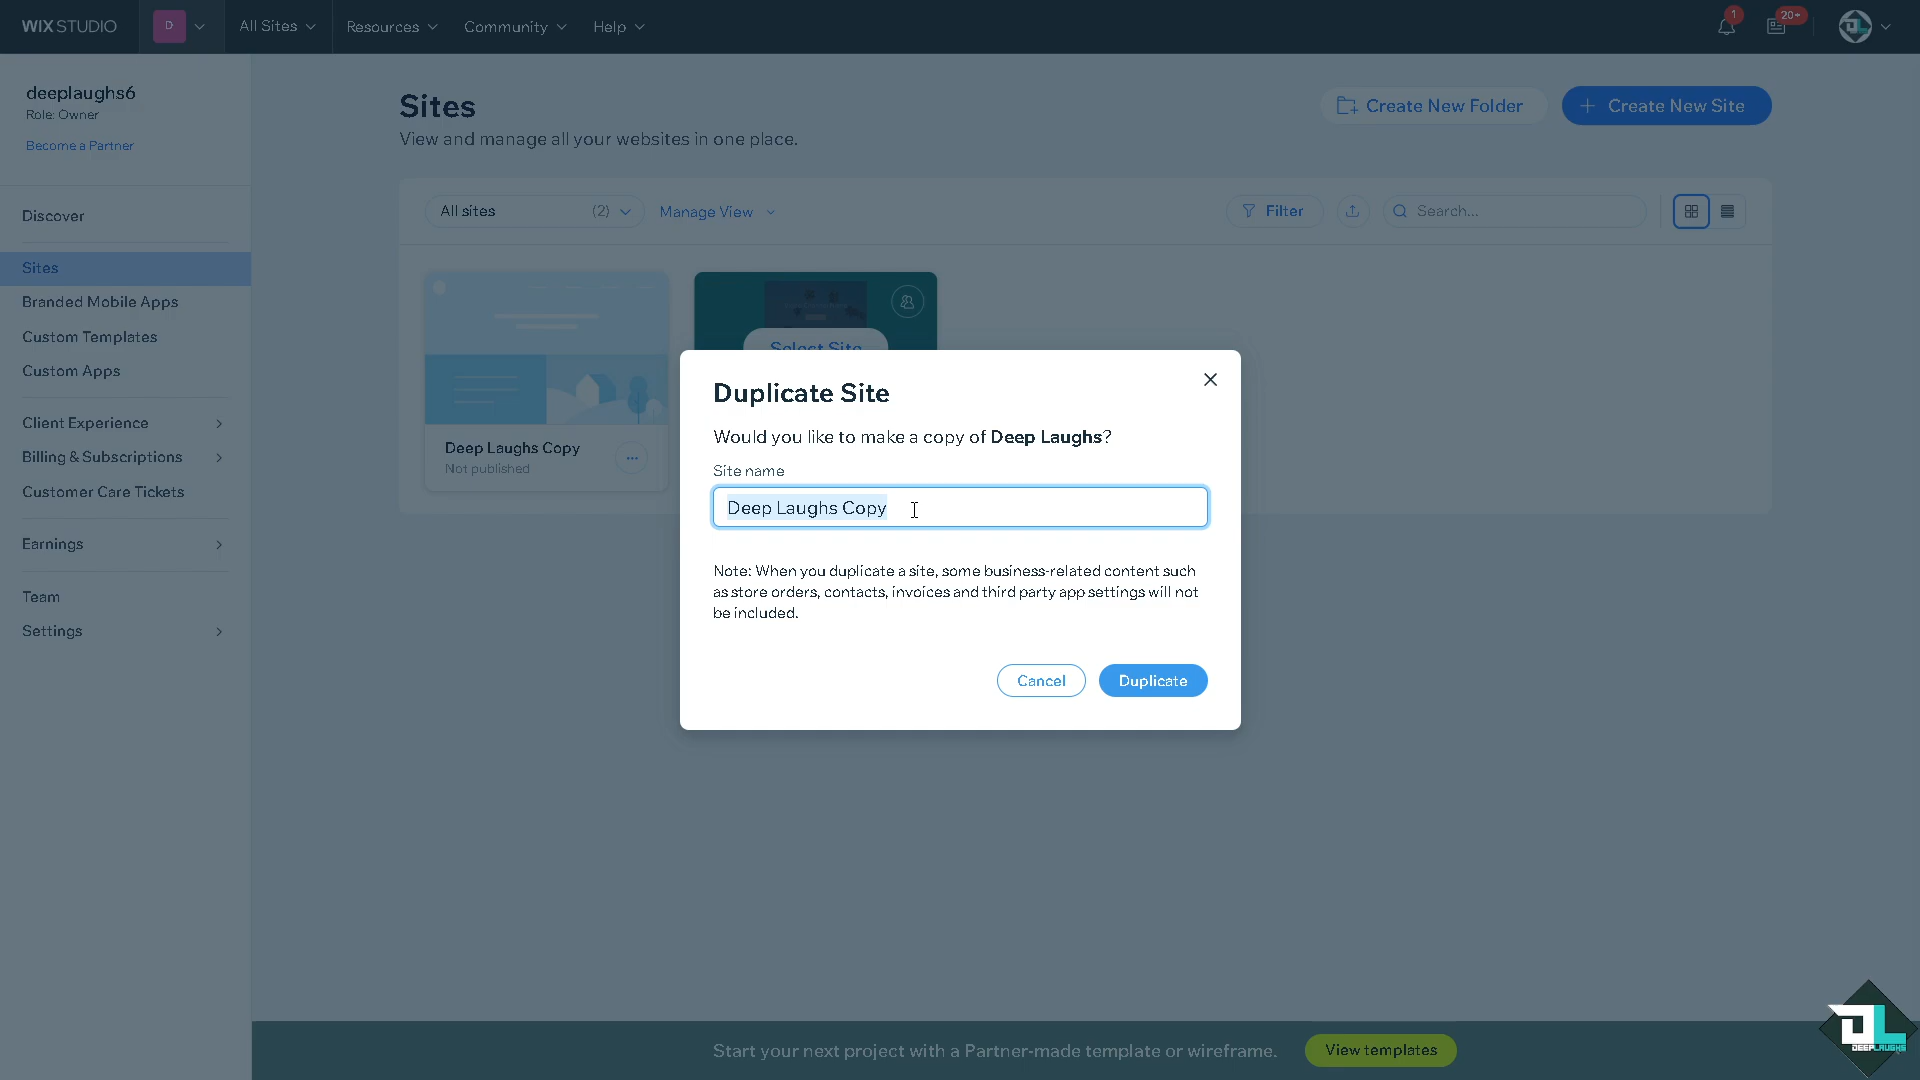 WIX STUDIO
D
All Sites
Resources
Community
Help
1
20+
deeplaughs6
Role: Owner
Become a Partner
Discover
Sites
Branded Mobile Apps
Custom Templates
Custom Apps
Client Experience
Billing & Subscriptions
Customer Care Tickets
Earnings
Team
Settings
Sites
View and manage all your websites in one place.
Create New Folder
Create New Site
All sites (2)
Manage View
Filter
Search...
Select Site
Deep Laughs Copy
Not published
Duplicate Site
Would you like to make a copy of Deep Laughs?
Site name
Deep Laughs Copy
Note: When you duplicate a site, some business-related content such
as store orders, contacts, invoices and third party app settings will not
be included.
Cancel
Duplicate
Start your next project with a Partner-made template or wireframe.
View templates
DL
DEEPLAUGHS